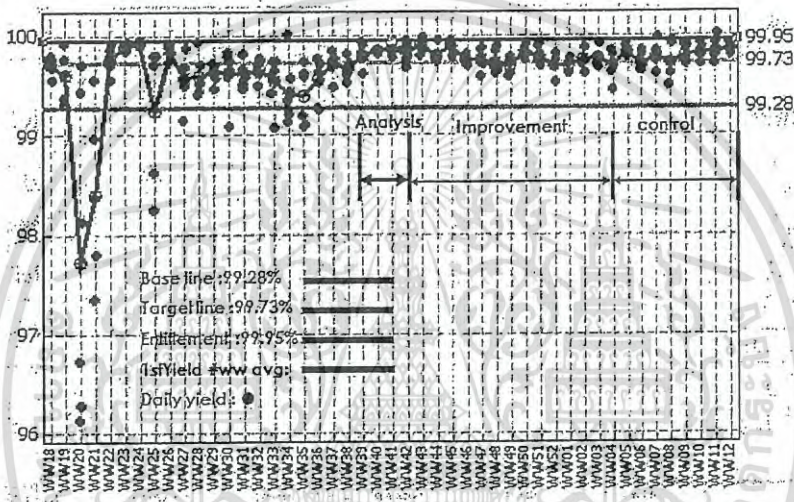 100
99
98
97
96
99.95
99.73
99.28
Analysis Improvement control
Base line :99.28%
Target line :99.73%
Entitlement :99.95%
1stYield #ww avg:
Daily yield :
WW18 WW19 WW20 WW21 WW22 WW23 WW24 WW25 WW26 WW27 WW28 WW29 WW30 WW31 WW32 WW33 WW34 WW35 WW36 WW37 WW38 WW39 WW40 WW41 WW42 WW43 WW44 WW45 WW46 WW47 WW48 WW49 WW50 WW51 WW52 WW01 WW02 WW03 WW04 WW05 WW06 WW07 WW08 WW09 WW10 WW11 WW12